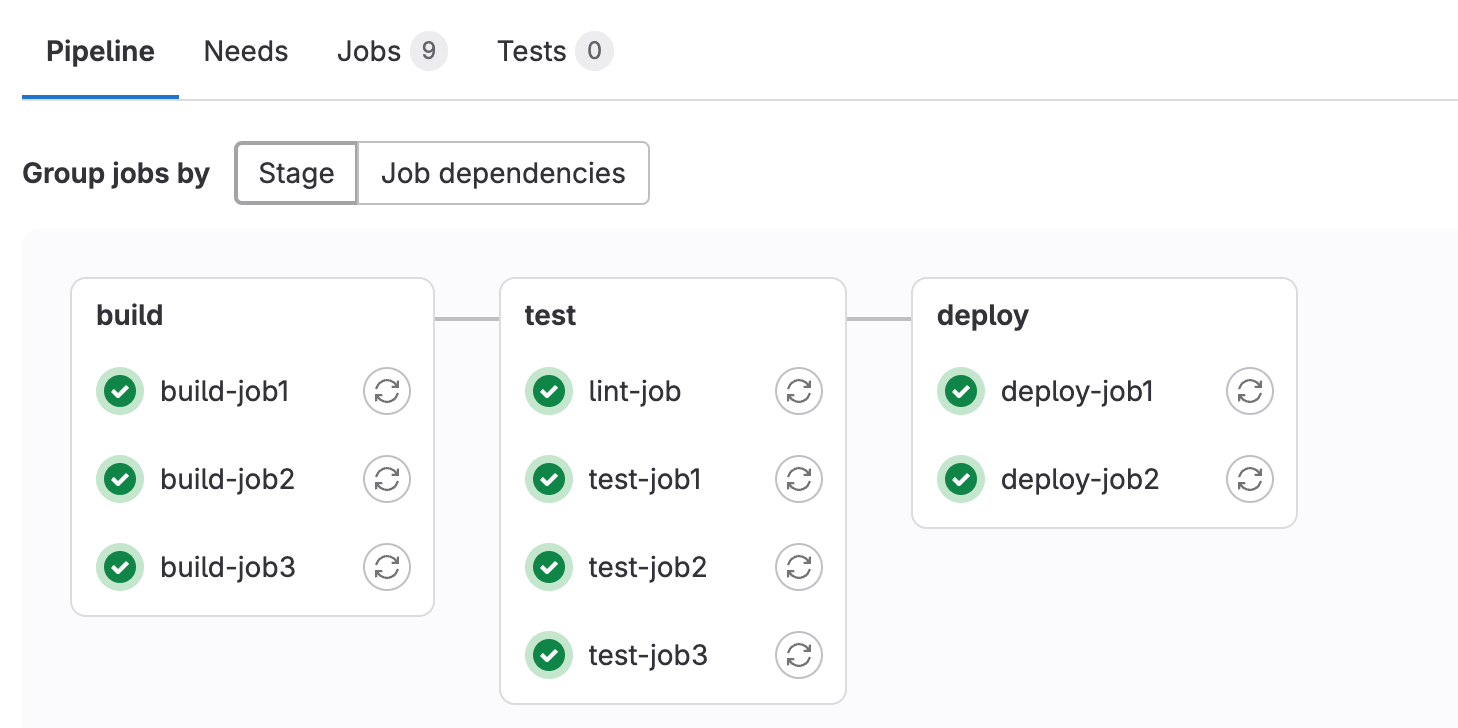 Pipeline Needs Jobs 9 Tests 0
Group jobs by Stage Job dependencies
build
build-job1
build-job2
build-job3
test
lint-job
test-job1
test-job2
test-job3
deploy
deploy-job1
deploy-job2